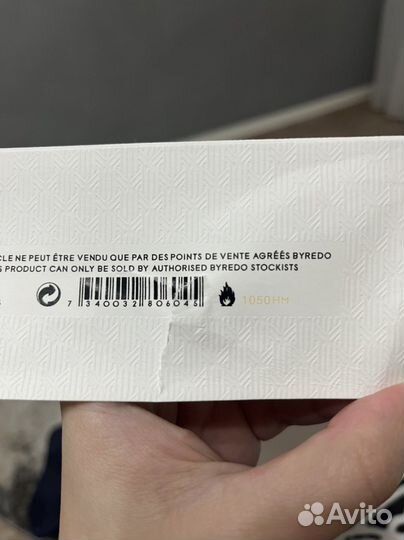 CLE NE PEUT ÊTRE VENDU QUE PAR DES POINTS DE VENTE AGRÉÉS BYREDO
S PRODUCT CAN ONLY BE SOLD BY AUTHORISED BYREDO STOCKISTS
S
7 340032 806045
1050HM
Avito